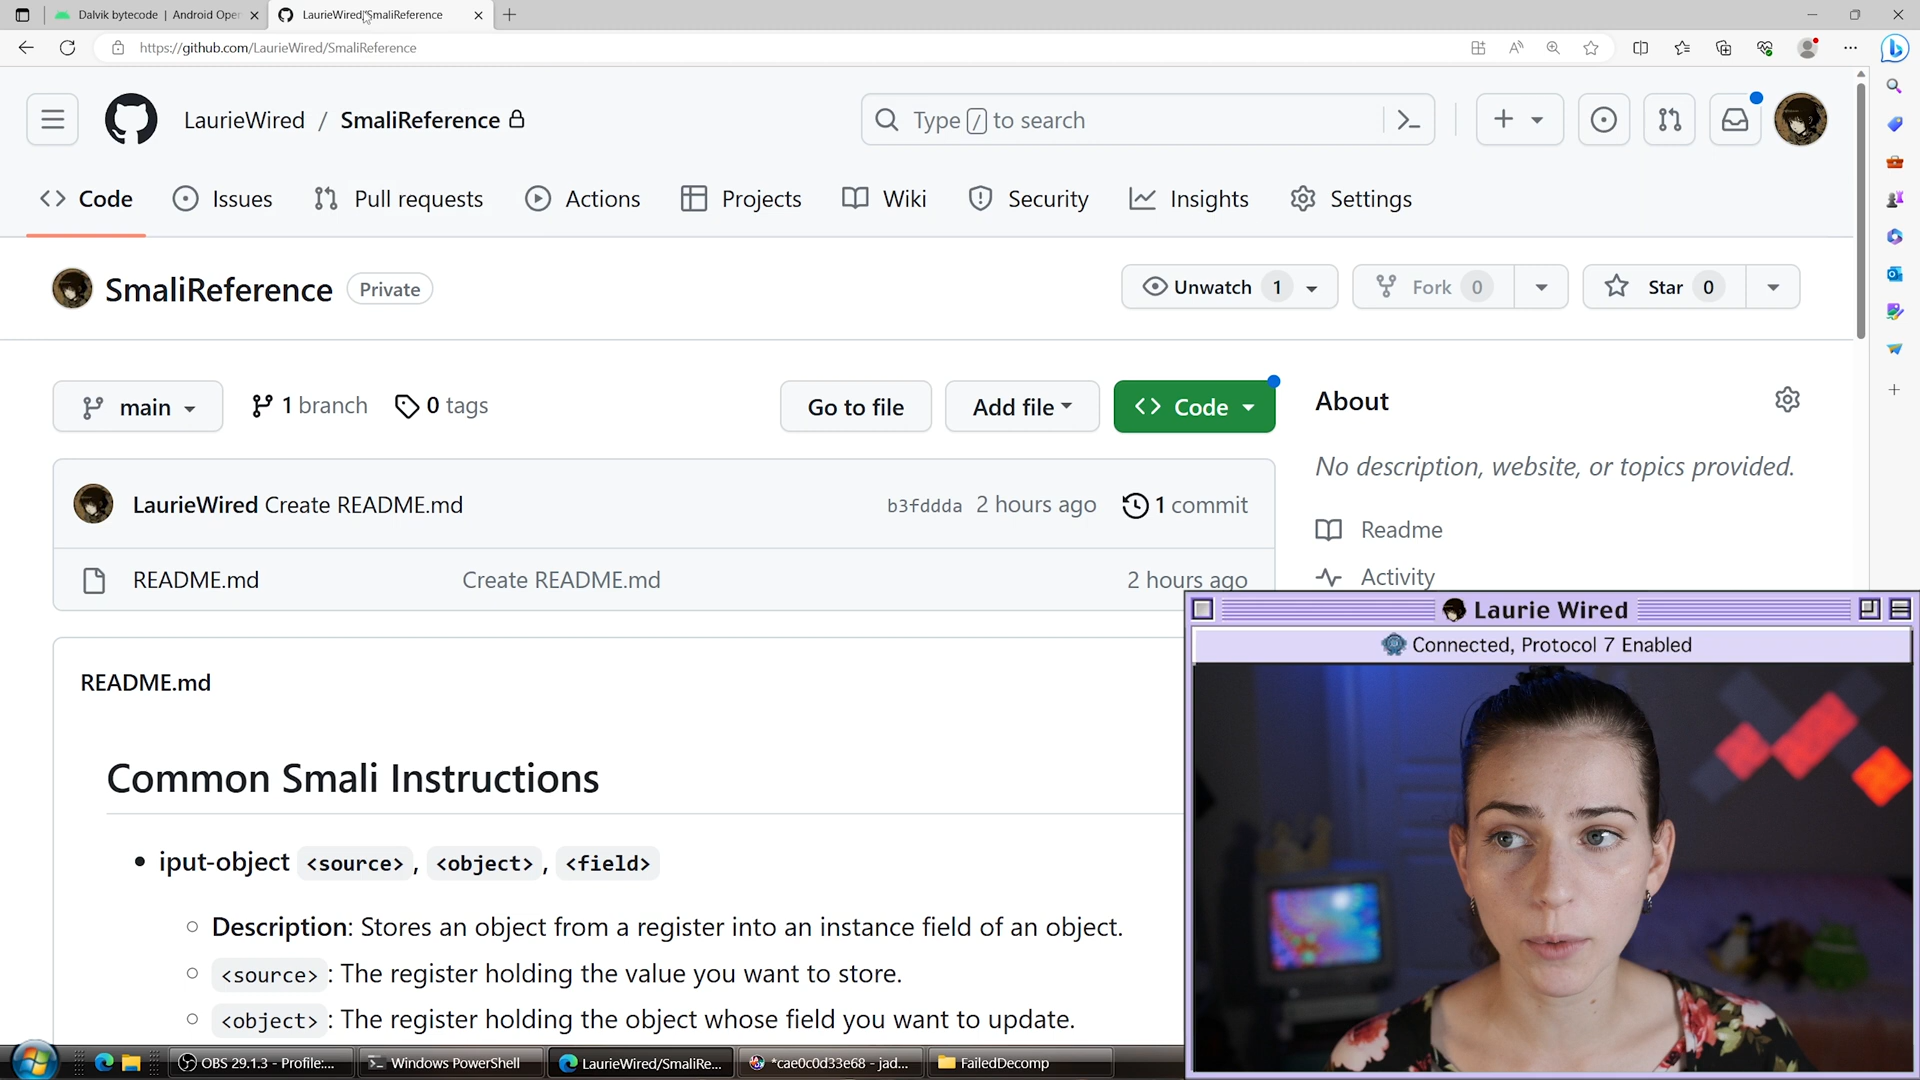 Dalvik bytecode | Android Oper
LaurieWired/SmaliReference
https://github.com/LaurieWired/SmaliReference
LaurieWired / SmaliReference
Type / to search
Code
Issues
Pull requests
Actions
Projects
Wiki
Security
Insights
Settings
SmaliReference
Private
Unwatch 1
Fork 0
Star 0
main
1 branch
0 tags
Go to file
Add file
Code
About
No description, website, or topics provided.
LaurieWired Create README.md
b3fddda 2 hours ago
1 commit
Readme
README.md
Create README.md
2 hours ago
Activity
Laurie Wired
Connected, Protocol 7 Enabled
README.md
Common Smali Instructions
• iput-object <source>, <object>, <field>
Description: Stores an object from a register into an instance field of an object.
<source>: The register holding the value you want to store.
<object>: The register holding the object whose field you want to update.
OBS 29.1.3 - Profile:...
Windows PowerShell
LaurieWired/SmaliRe...
*cae0c0d33e68 - jad...
FailedDecomp